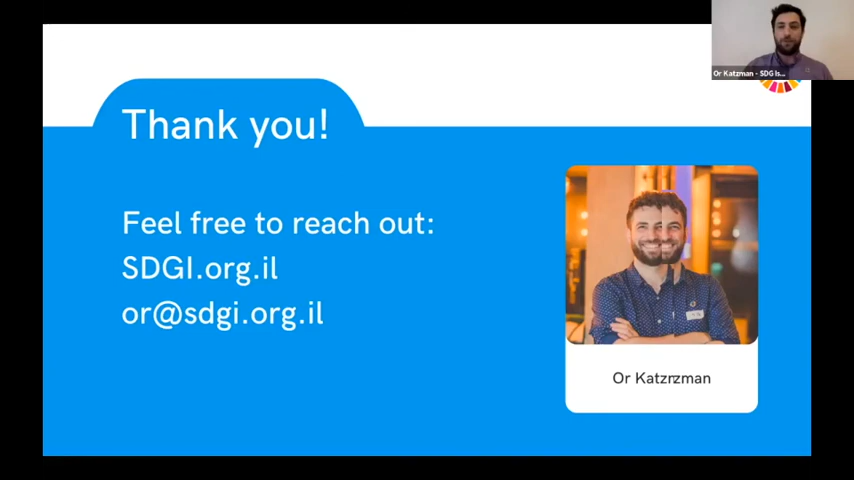 Or Katzman - SDG Is...
Thank you!
Feel free to reach out:
SDGI.org.il
or@sdgi.org.il
Or Katzrzman